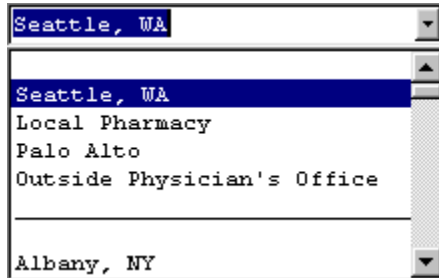 Seattle, WA
Seattle, WA
Local Pharmacy
Palo Alto
Outside Physician's Office
Albany, NY